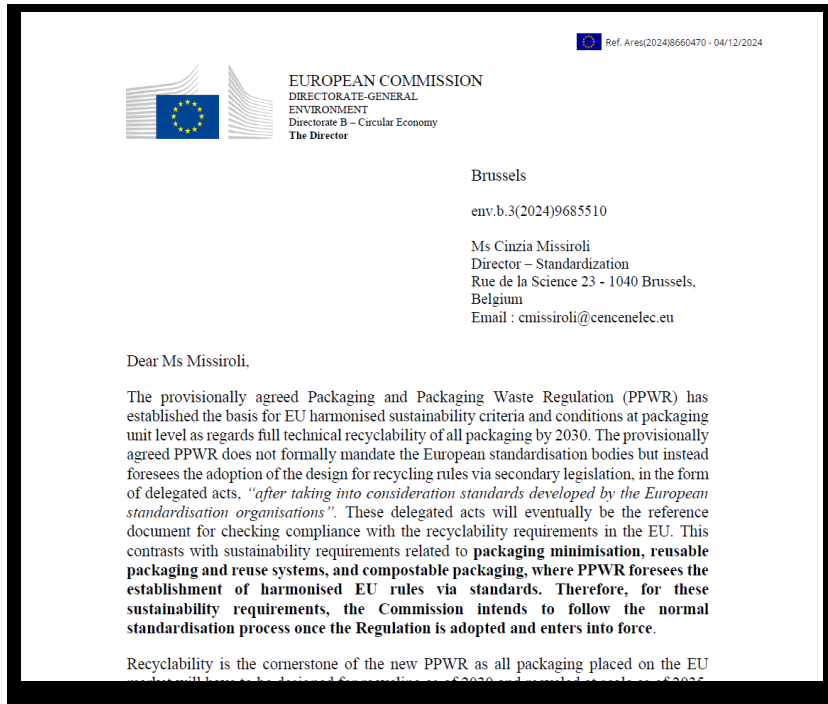 Ref. Ares(2024)8660470 - 04/12/2024
EUROPEAN COMMISSION
DIRECTORATE-GENERAL
ENVIRONMENT
Directorate B – Circular Economy
The Director
Brussels
env.b.3(2024)9685510
Ms Cinzia Missiroli
Director – Standardization
Rue de la Science 23 - 1040 Brussels,
Belgium
Email : cmissiroli@cencenelec.eu
Dear Ms Missiroli,
The provisionally agreed Packaging and Packaging Waste Regulation (PPWR) has
established the basis for EU harmonised sustainability criteria and conditions at packaging
unit level as regards full technical recyclability of all packaging by 2030. The provisionally
agreed PPWR does not formally mandate the European standardisation bodies but instead
foresees the adoption of the design for recycling rules via secondary legislation, in the form
of delegated acts, “after taking into consideration standards developed by the European
standardisation organisations”. These delegated acts will eventually be the reference
document for checking compliance with the recyclability requirements in the EU. This
contrasts with sustainability requirements related to packaging minimisation, reusable
packaging and reuse systems, and compostable packaging, where PPWR foresees the
establishment of harmonised EU rules via standards. Therefore, for these
sustainability requirements, the Commission intends to follow the normal
standardisation process once the Regulation is adopted and enters into force.
Recyclability is the cornerstone of the new PPWR as all packaging placed on the EU